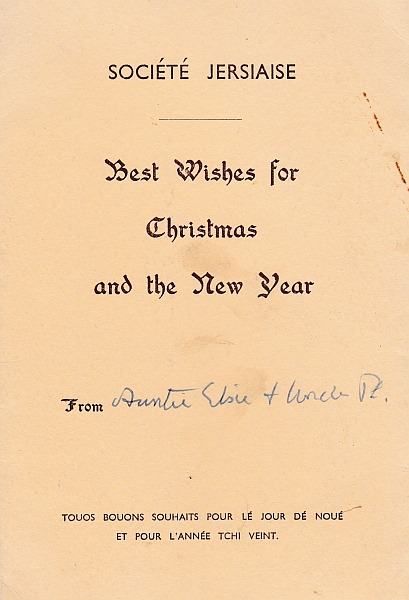 SOCIÉTÉ JERSIAISE
Best Wishes for
Christmas
and the New Year
From Auntie Elsie + Uncle
TOUOS BOUONS SOUHAITS POUR LÉ JOUR DÉ NOUÉ
ET POUR L'ANNÉE TCHI VEINT.